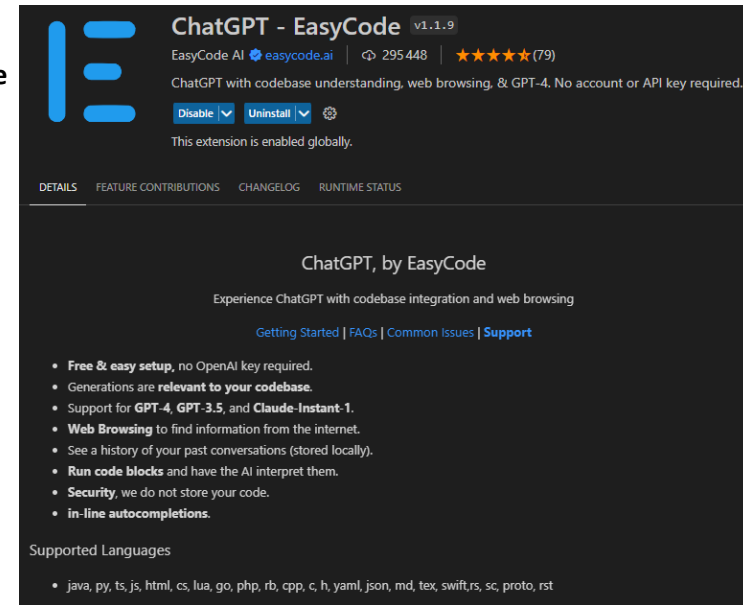 ChatGPT - EasyCode v1.1.9
EasyCode AI easycode.ai | 295 448 | (79)
e
ChatGPT with codebase understanding, web browsing, & GPT-4. No account or API key required.
Disable Uninstall
This extension is enabled globally.
DETAILS FEATURE CONTRIBUTIONS CHANGELOG RUNTIME STATUS
ChatGPT, by EasyCode
Experience ChatGPT with codebase integration and web browsing
Getting Started | FAQs | Common Issues | Support
• Free & easy setup, no OpenAI key required.
• Generations are relevant to your codebase.
• Support for GPT-4, GPT-3.5, and Claude-Instant-1.
• Web Browsing to find information from the internet.
• See a history of your past conversations (stored locally).
• Run code blocks and have the AI interpret them.
• Security, we do not store your code.
• in-line autocompletions.
Supported Languages
• java, py, ts, js, html, cs, lua, go, php, rb, cpp, c, h, yaml, json, md, tex, swift,rs, sc, proto, rst